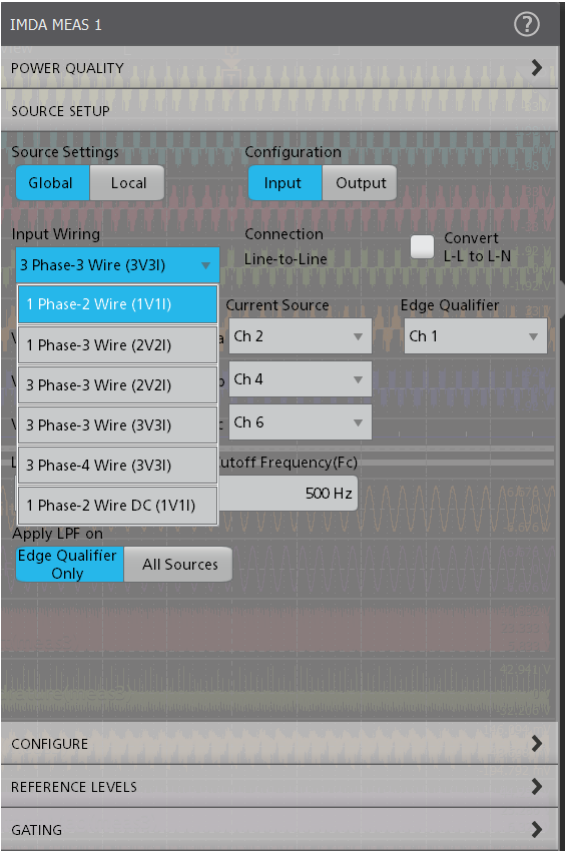 IMDA MEAS 1
?
POWER QUALITY
SOURCE SETUP
Source Settings
Configuration
Global Local
Input Output
Input Wiring
Connection
Convert
L-L to L-N
3 Phase-3 Wire (3V3I)
Line-to-Line
1 Phase-2 Wire (1V1I)
Current Source
Edge Qualifier
1 Phase-3 Wire (2V2I)
Ch 2
Ch 1
3 Phase-3 Wire (2V2I)
Ch 4
3 Phase-3 Wire (3V3I)
Ch 6
3 Phase-4 Wire (3V3I)
Frequency(Fc)
1 Phase-2 Wire DC (1V1I)
500 Hz
Apply LPF on
Edge Qualifier
Only
All Sources
CONFIGURE
REFERENCE LEVELS
GATING